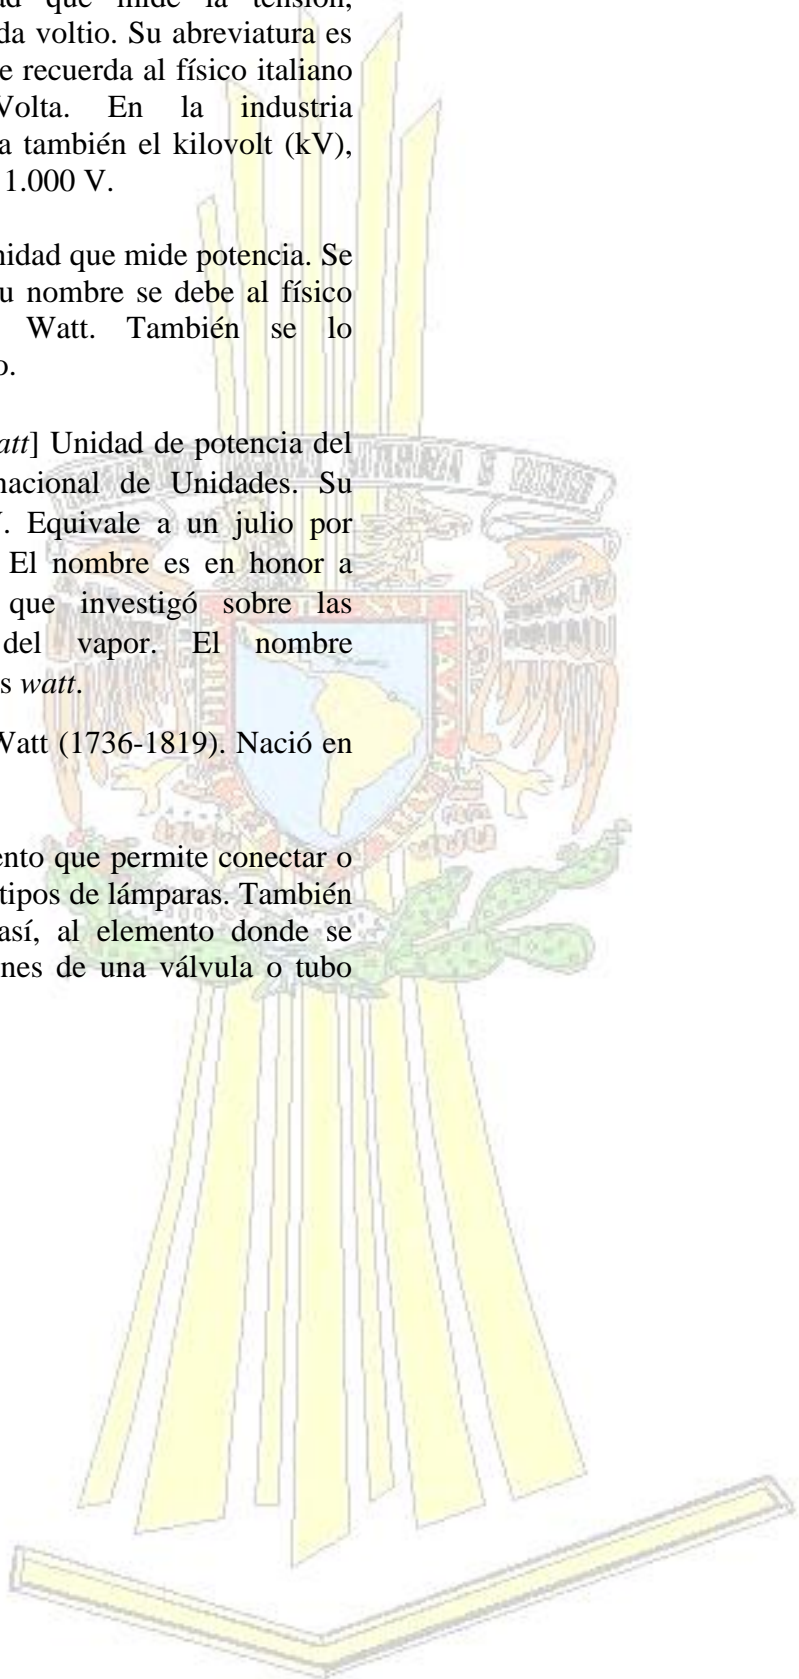 que mide la tensión,
da voltio. Su abreviatura es
e recuerda al físico italiano
Volta. En la industria
a también el kilovolt (kV),
1.000 V.
nidad que mide potencia. Se
u nombre se debe al físico
Watt. También se lo
o.
att] Unidad de potencia del
nacional de Unidades. Su
. Equivale a un julio por
El nombre es en honor a
que investigó sobre las
del vapor. El nombre
s watt.
Watt (1736-1819). Nació en
ento que permite conectar o
tipos de lámparas. También
así, al elemento donde se
nes de una válvula o tubo